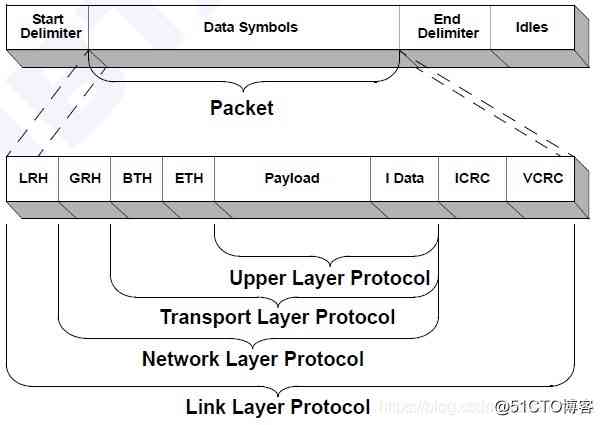 Start
Delimiter
Data Symbols
End
Delimiter
Idles
Packet
LRH
GRH
BTH
ETH
Payload
I Data
ICRC
VCRC
Upper Layer Protocol
Transport Layer Protocol
Network Layer Protocol
Link Layer Protocol
@51CTO博客